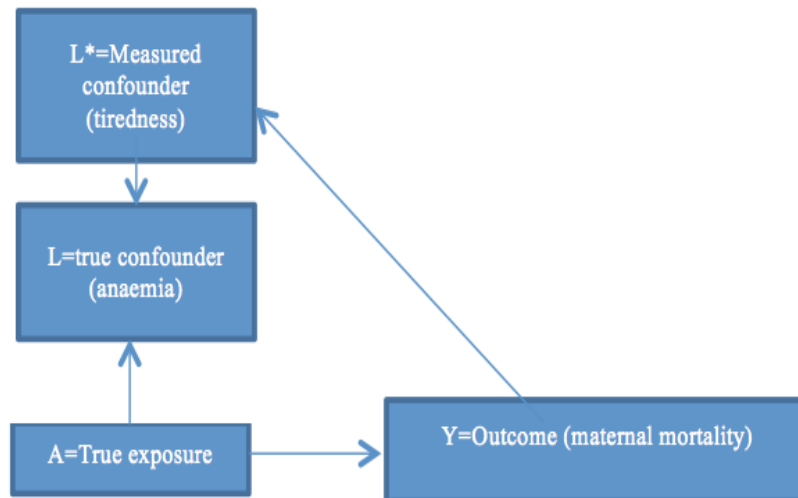 L*=Measured
confounder
(tiredness)
L=true confounder
(anaemia)
A=True exposure
Y=Outcome (maternal mortality)